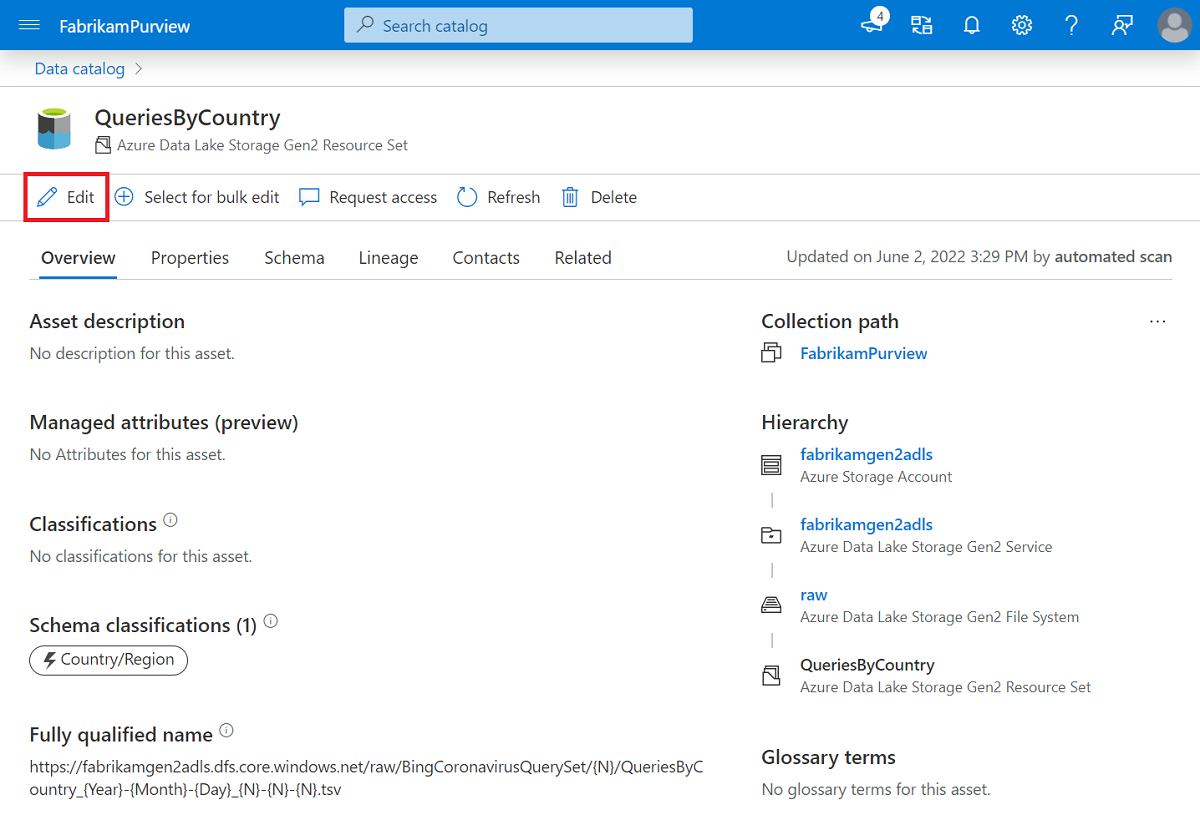 FabrikamPurview
Search catalog
4
Data catalog
QueriesByCountry
Azure Data Lake Storage Gen2 Resource Set
Edit
Select for bulk edit
Request access
Refresh
Delete
Overview
Properties
Schema
Lineage
Contacts
Related
Updated on June 2, 2022 3:29 PM by automated scan
Asset description
No description for this asset.
Managed attributes (preview)
No Attributes for this asset.
Classifications
No classifications for this asset.
Schema classifications (1)
Country/Region
Fully qualified name
https://fabrikamgen2adls.dfs.core.windows.net/raw/BingCoronavirusQuerySet/{N}/QueriesByC
ountry_{Year}-{Month}-{Day}_{N}-{N}-{N}.tsv
Collection path
...
FabrikamPurview
Hierarchy
fabrikamgen2adls
Azure Storage Account
fabrikamgen2adls
Azure Data Lake Storage Gen2 Service
raw
Azure Data Lake Storage Gen2 File System
QueriesByCountry
Azure Data Lake Storage Gen2 Resource Set
Glossary terms
No glossary terms for this asset.